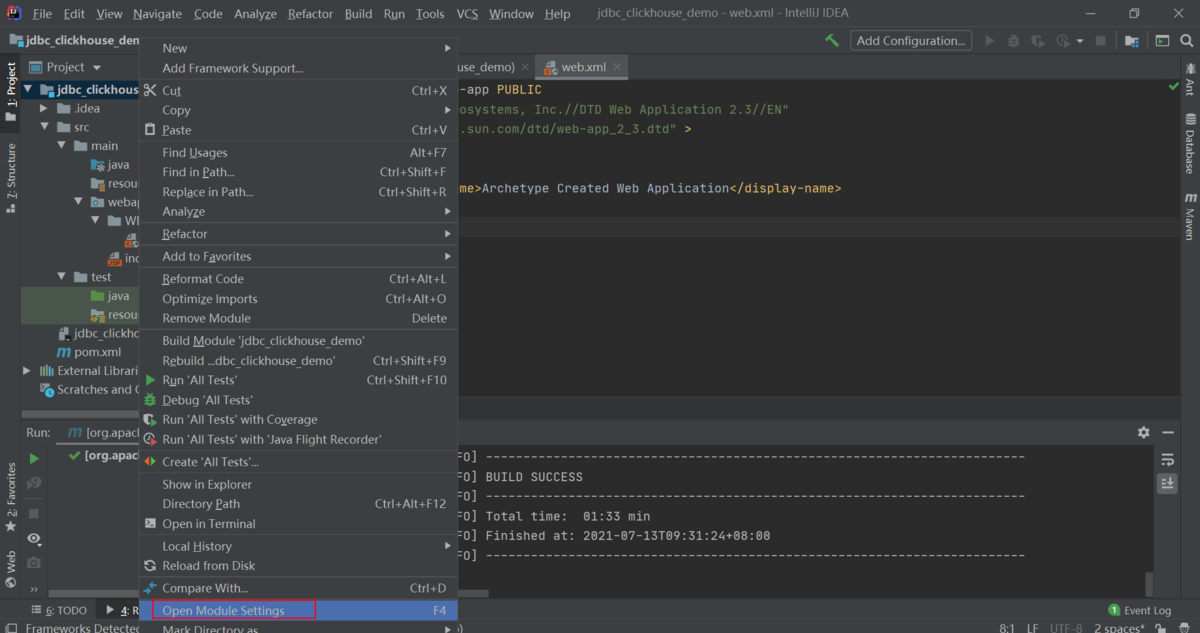 File Edit View Navigate Code Analyze Refactor Build Run Tools VCS Window Help jdbc_clickhouse_demo - web.xml - IntelliJ IDEA
jdbc_clickhouse_den
Add Configuration...
Project
use_demo)
web.xml
1: Project
7: Structure
2: Favorites
Web
Ant
Database
Maven
jdbc_clickhous
.idea
src
main
java
resou
webap
WI
inc
test
java
resou
jdbc_clickho
pom.xml
External Librari
Scratches and C
New
Add Framework Support...
Cut Ctrl+X
Copy
Paste Ctrl+V
Find Usages Alt+F7
Find in Path... Ctrl+Shift+F
Replace in Path... Ctrl+Shift+R
Analyze
Refactor
Add to Favorites
Reformat Code Ctrl+Alt+L
Optimize Imports Ctrl+Alt+O
Remove Module Delete
Build Module 'jdbc_clickhouse_demo'
Rebuild ...dbc_clickhouse_demo' Ctrl+Shift+F9
Run 'All Tests' Ctrl+Shift+F10
Debug 'All Tests'
Run 'All Tests' with Coverage
Run 'All Tests' with 'Java Flight Recorder'
Create 'All Tests'...
Show in Explorer
Directory Path Ctrl+Alt+F12
Open in Terminal
Local History
Reload from Disk
Compare With... Ctrl+D
Open Module Settings F4
Mark Directory as
-app PUBLIC
osystems, Inc.//DTD Web Application 2.3//EN"
.sun.com/dtd/web-app_2_3.dtd" >
me>Archetype Created Web Application</display-name>
Run: [org.apac
[org.apac
FO] ------------------------------------------------------------------------
FO] BUILD SUCCESS
FO] ------------------------------------------------------------------------
FO] Total time:  01:33 min
FO] Finished at: 2021-07-13T09:31:24+08:00
FO] ------------------------------------------------------------------------
6: TODO 4: R
1 Event Log
Frameworks Detected
8:1 LF UTF-8 2 spaces*